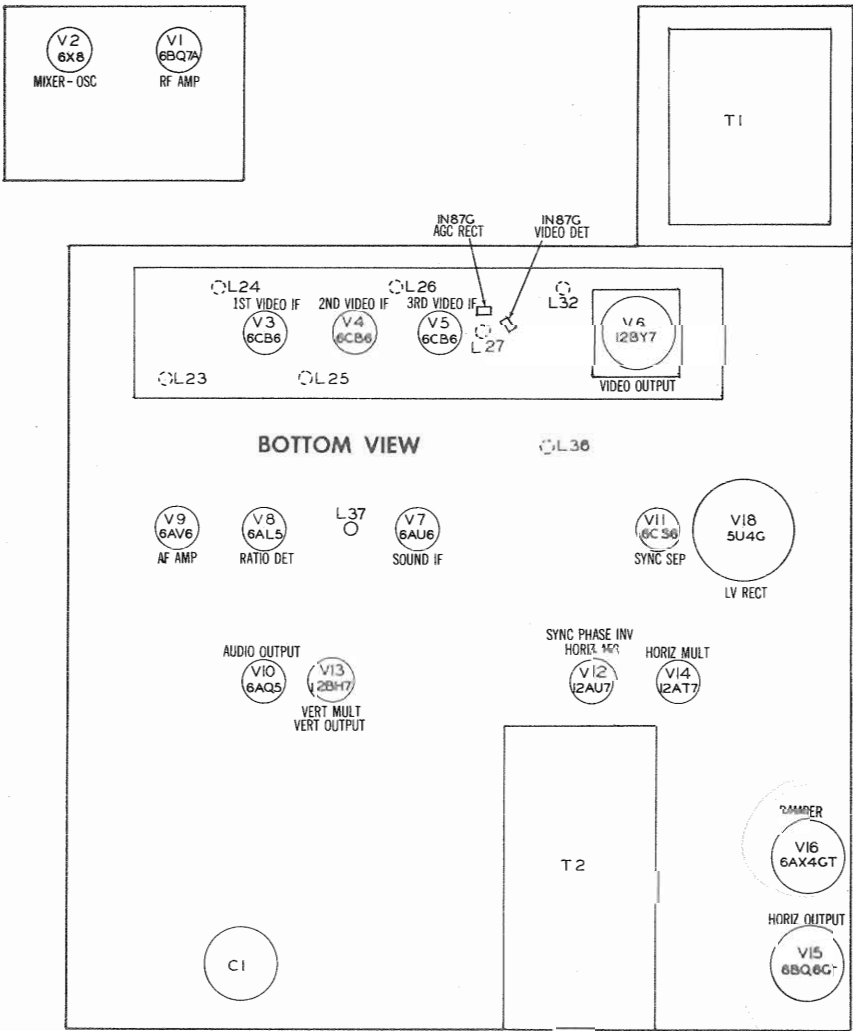 V2
6X8
MIXER-OSC
V1
6BQ7A
RF AMP
T1
IN87G
AGC RECT
IN87G
VIDEO DET
L24
L26
L32
1ST VIDEO IF
V3
6CB6
2ND VIDEO IF
V4
6CB6
3RD VIDEO IF
V5
6CB6
L27
V6
12BY7
VIDEO OUTPUT
L23
L25
BOTTOM VIEW
L36
V9
6AV6
AF AMP
V8
6AL5
RATIO DET
L37
V7
6AU6
SOUND IF
V11
6CS6
SYNC SEP
V18
5U4G
LV RECT
AUDIO OUTPUT
V10
6AQ5
V13
12BH7
VERT MULT
VERT OUTPUT
SYNC PHASE INV
HORIZ
V12
12AU7
HORIZ MULT
V14
12AT7
T2
DAMPER
V16
6AX4GT
HORIZ OUTPUT
V15
C1